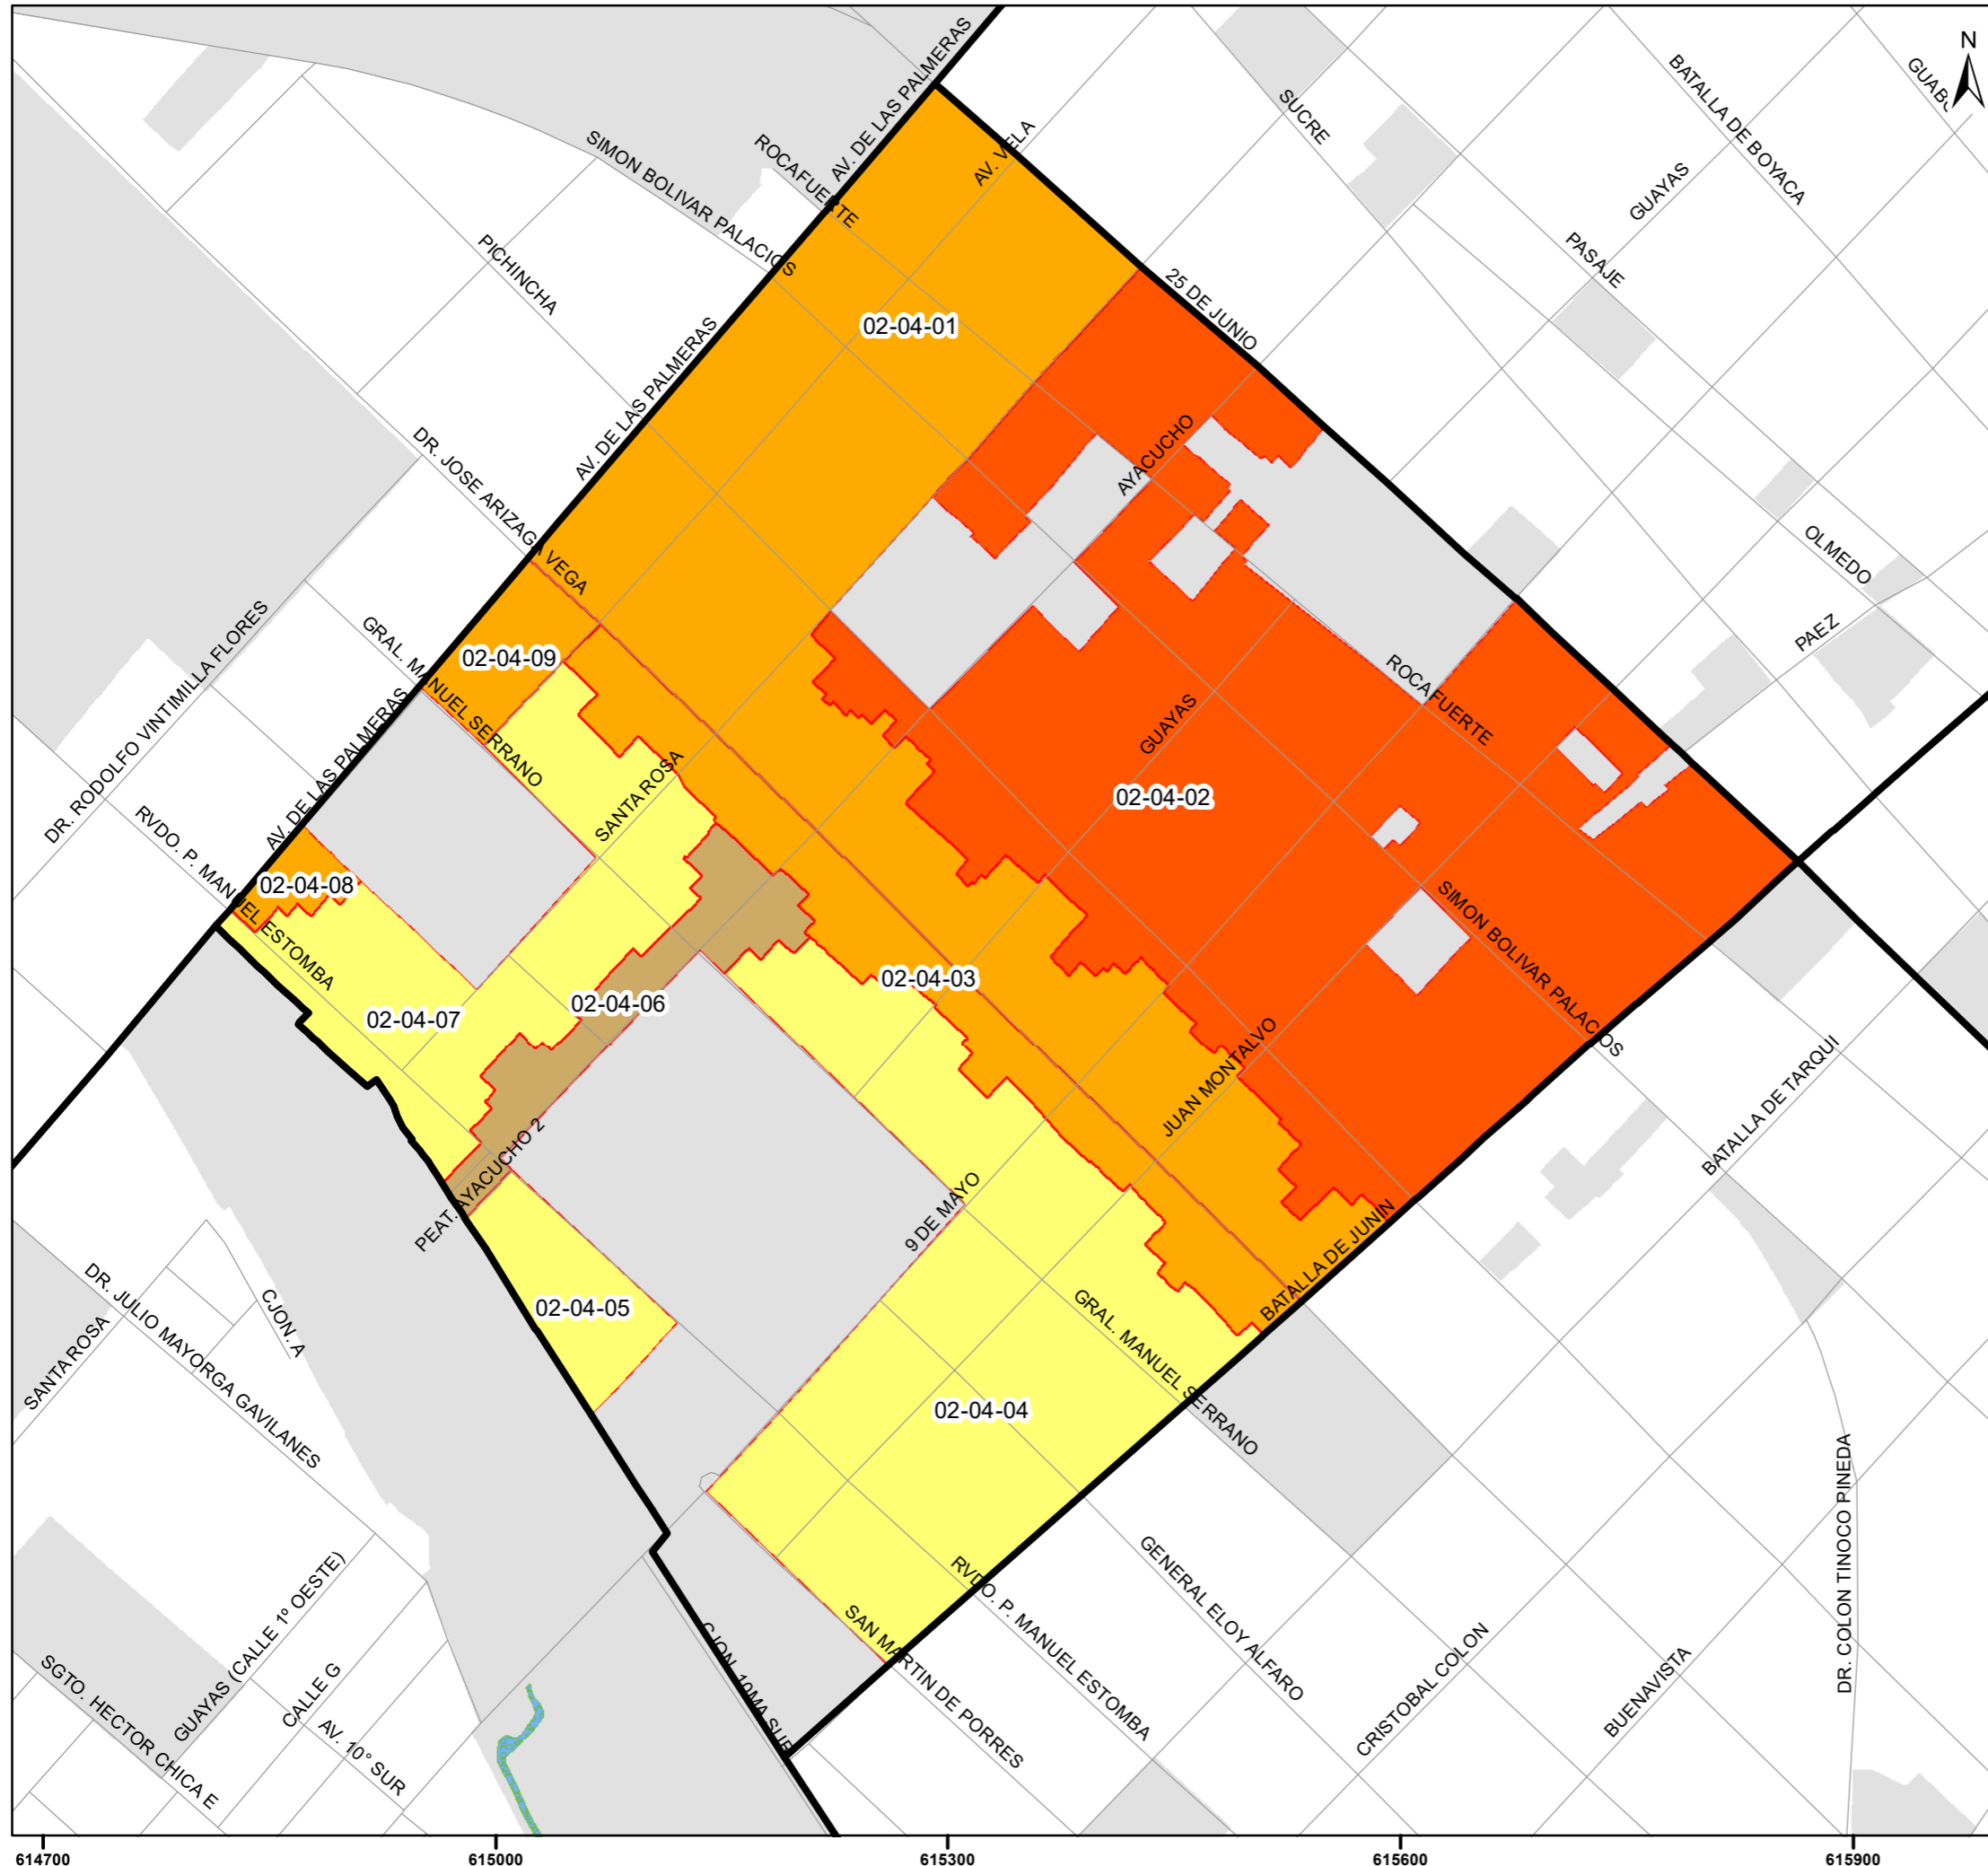 N
AV. DE LAS PALMERAS
ROCAFUERTE
AV. VELA
SIMON BOLIVAR PALACIOS
SUCRE
BATALLA DE BOYACA
GUAYAS
PASAJE
PICHINCHA
25 DE JUNIO
02-04-01
AV. DE LAS PALMERAS
DR. JOSE ARIZAGA VEGA
AYACUCHO
OLMEDO
PAEZ
DR. RODOLFO VINTIMILLA FLORES
GRAL. MANUEL SERRANO
02-04-09
GUAYAS
ROCAFUERTE
AV. DE LAS PALMERAS
SANTA ROSA
02-04-02
RVDO. P. MANUEL ESTOMBA
02-04-08
SIMON BOLIVAR PALACIOS
02-04-03
02-04-06
02-04-07
JUAN MONTALVO
BATALLA DE TARQUI
PEAT. AYACUCHO 2
9 DE MAYO
BATALLA DE JUNIN
DR. JULIO MAYORGA GAVILANES
CJON. A
SANTA ROSA
02-04-05
GRAL. MANUEL SERRANO
02-04-04
DR. COLON TINOCO PINEDA
RVDO. P. MANUEL ESTOMBA
GENERAL ELOY ALFARO
GUAYAS (CALLE 1º OESTE)
CALLE G
SGTO. HECTOR CHICA E
AV. 10° SUR
CJON. 10MA SUR
SAN MARTIN DE PORRES
CRISTOBAL COLON
BUENAVISTA
614700
615000
615300
615600
615900